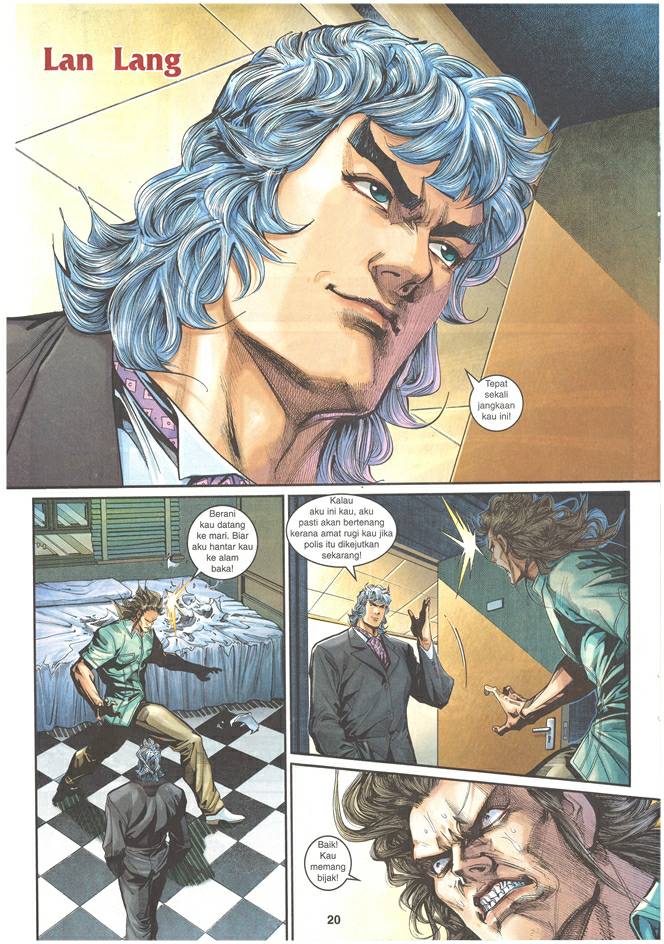 Lan Lang
Tepat
sekali
jangkaan
kau ini!
Berani
kau datang
ke mari. Biar
aku hantar kau
ke alam
baka!
Kalau
aku ini kau, aku
pasti akan bertenang
kerana amat rugi kau jika
polis itu dikejutkan
sekarang!
Baik!
Kau
memang
bijak!
20